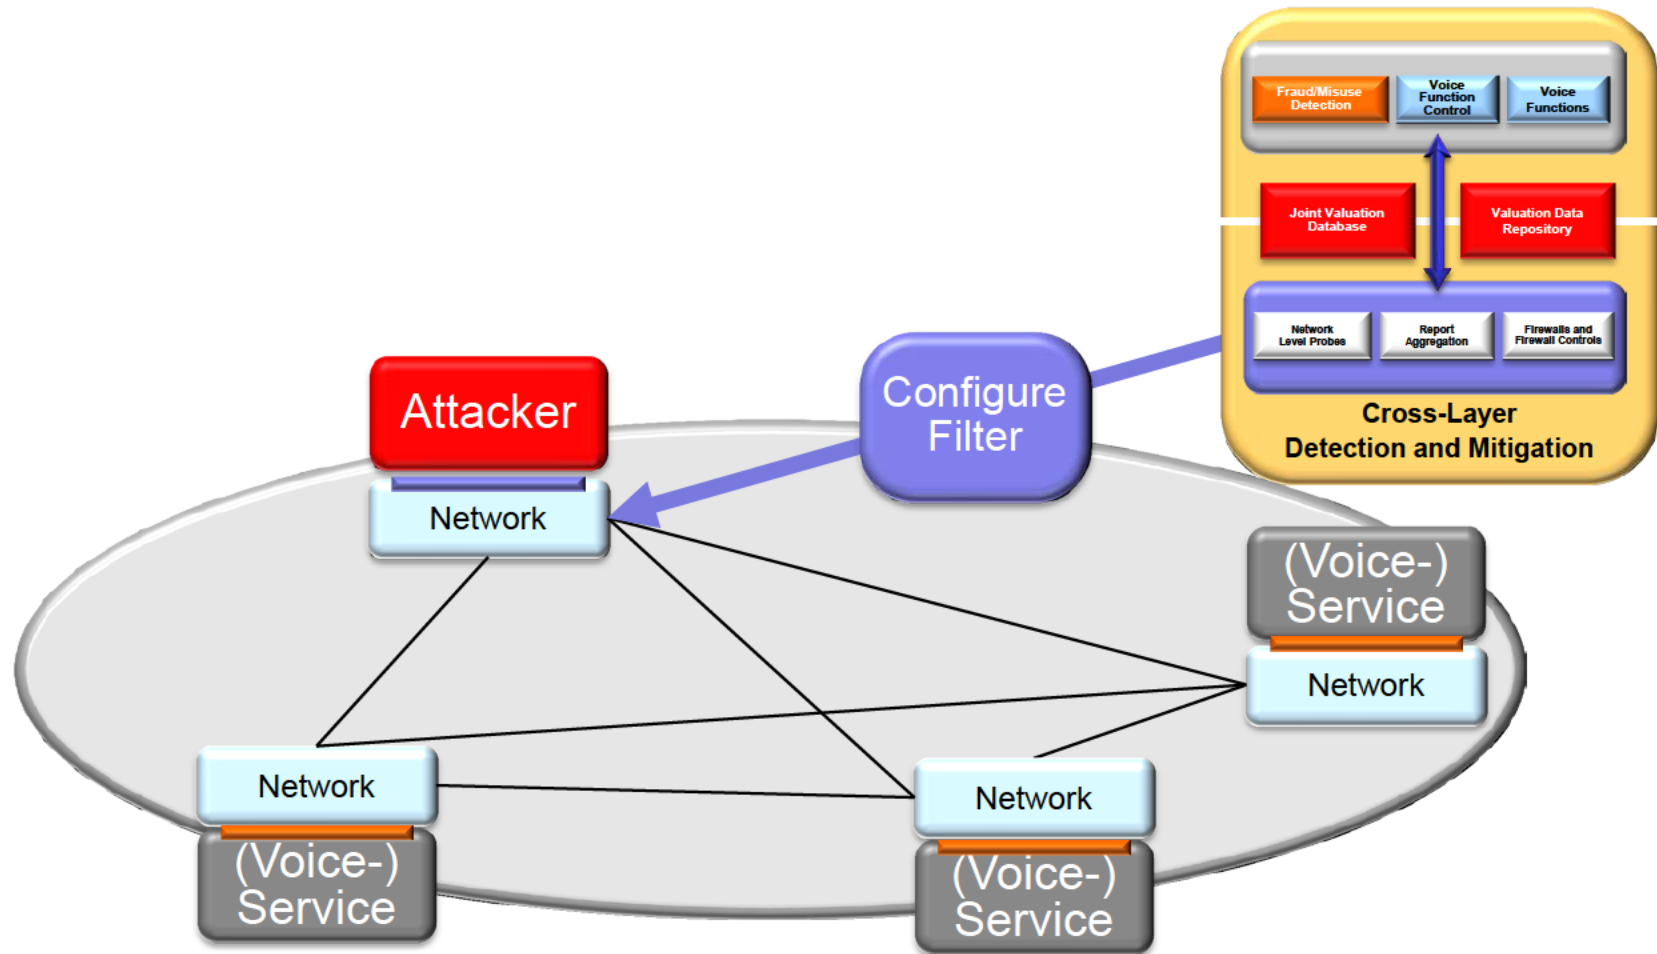 Fraud/Misuse
Detection
Voice
Function
Control
Voice
Functions
Joint Valuation
Database
Valuation Data
Repository
Network
Level Probes
Report
Aggregation
Firewalls and
Firewall Controls
Cross-Layer
Detection and Mitigation
Configure
Filter
Attacker
Network
(Voice-)
Service
Network
Network
(Voice-)
Service
Network
(Voice-)
Service